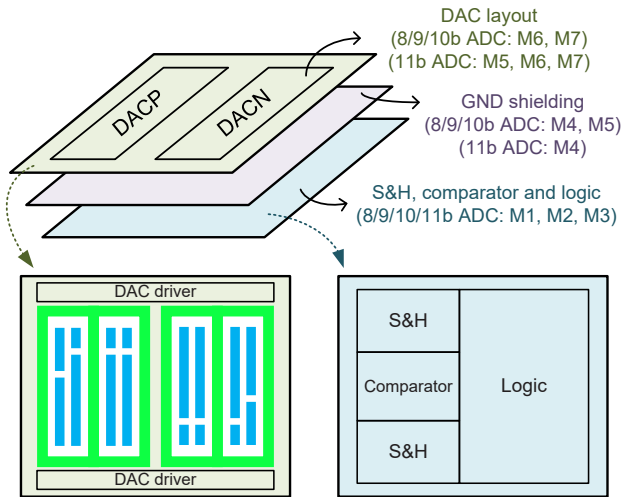 DAC layout
(8/9/10b ADC: M6, M7)
(11b ADC: M5, M6, M7)
DACP
DACN
GND shielding
(8/9/10b ADC: M4, M5)
(11b ADC: M4)
S&H, comparator and logic
(8/9/10/11b ADC: M1, M2, M3)
DAC driver
DAC driver
S&H
Comparator
S&H
Logic